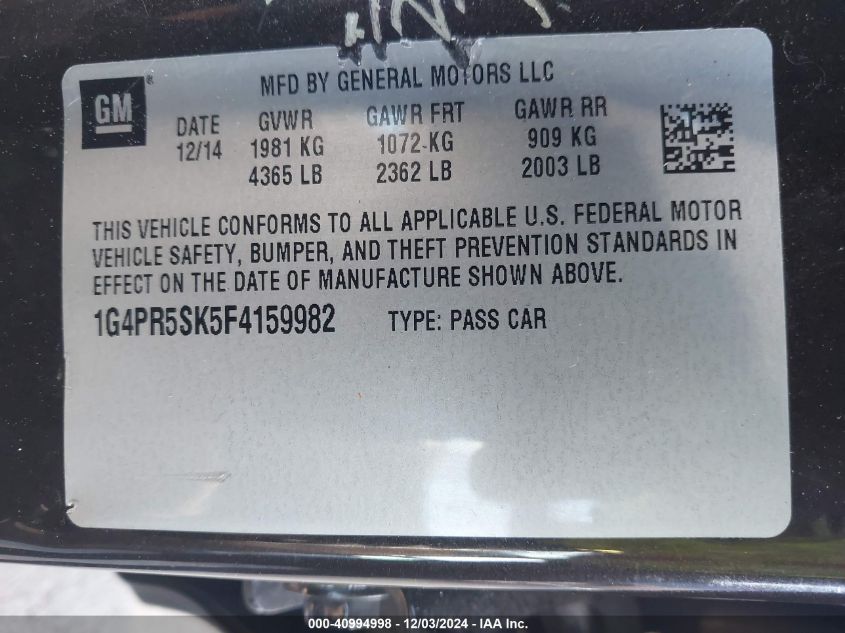 GM ®
MFD BY GENERAL MOTORS LLC
DATE GVWR GAWR FRT GAWR RR
12/14 1981 KG 1072-KG 909 KG
4365 LB 2362 LB 2003 LB
THIS VEHICLE CONFORMS TO ALL APPLICABLE U.S. FEDERAL MOTOR
VEHICLE SAFETY, BUMPER, AND THEFT PREVENTION STANDARDS IN
EFFECT ON THE DATE OF MANUFACTURE SHOWN ABOVE.
1G4PR5SK5F4159982 TYPE: PASS CAR
000-40994998 - 12/03/2024 - IAA Inc.